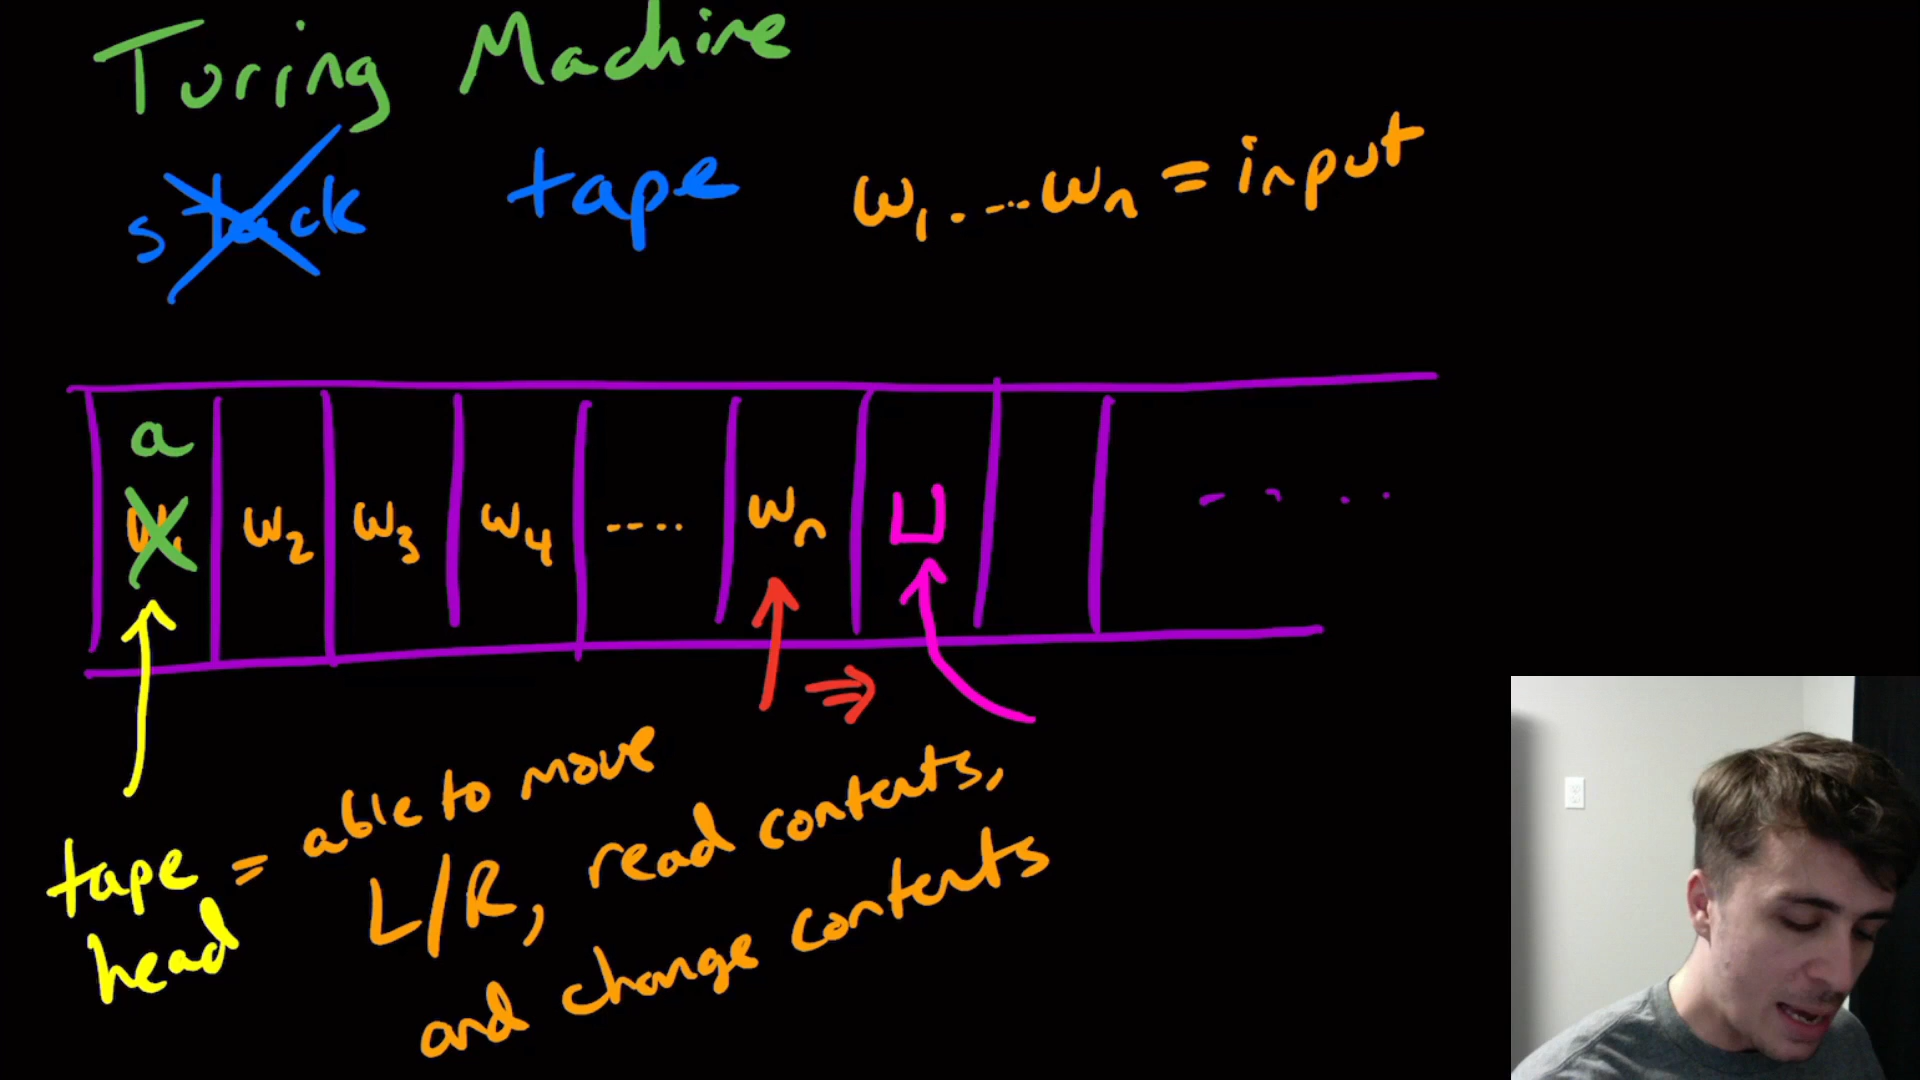 Turing Machine
stack tape w₁....wₙ = input
a
w₁ w₂ w₃ w₄ .... wₙ ⊔ ....
⇒
tape head = able to move
L/R, read contents,
and change contents